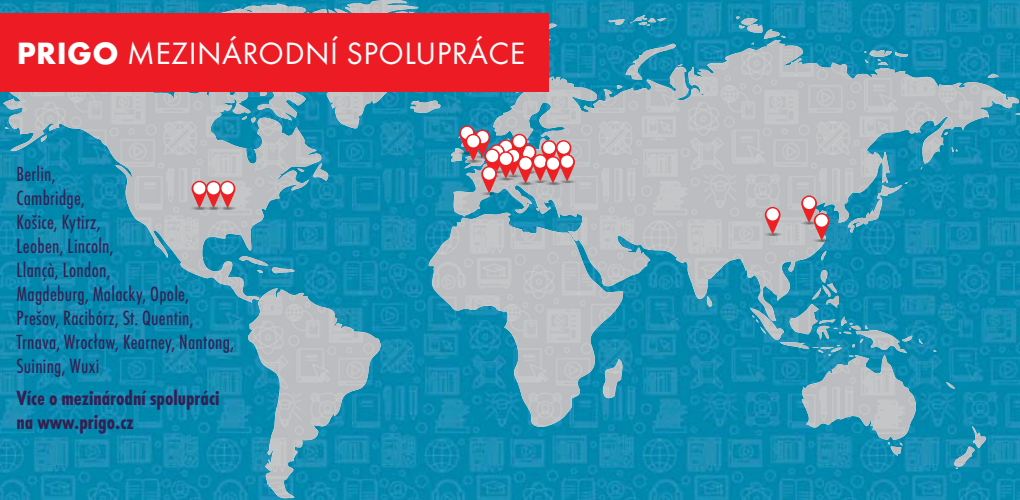 PRIGO MEZINÁRODNÍ SPOLUPRÁCE
Berlin,
Cambridge,
Košice, Kytirz,
Leoben, Lincoln,
Llançà, London,
Magdeburg, Malacky, Opole,
Prešov, Racibórz, St. Quentin,
Trnava, Wrocław, Kearney, Nantong,
Suining, Wuxi
Více o mezinárodní spolupráci
na www.prigo.cz